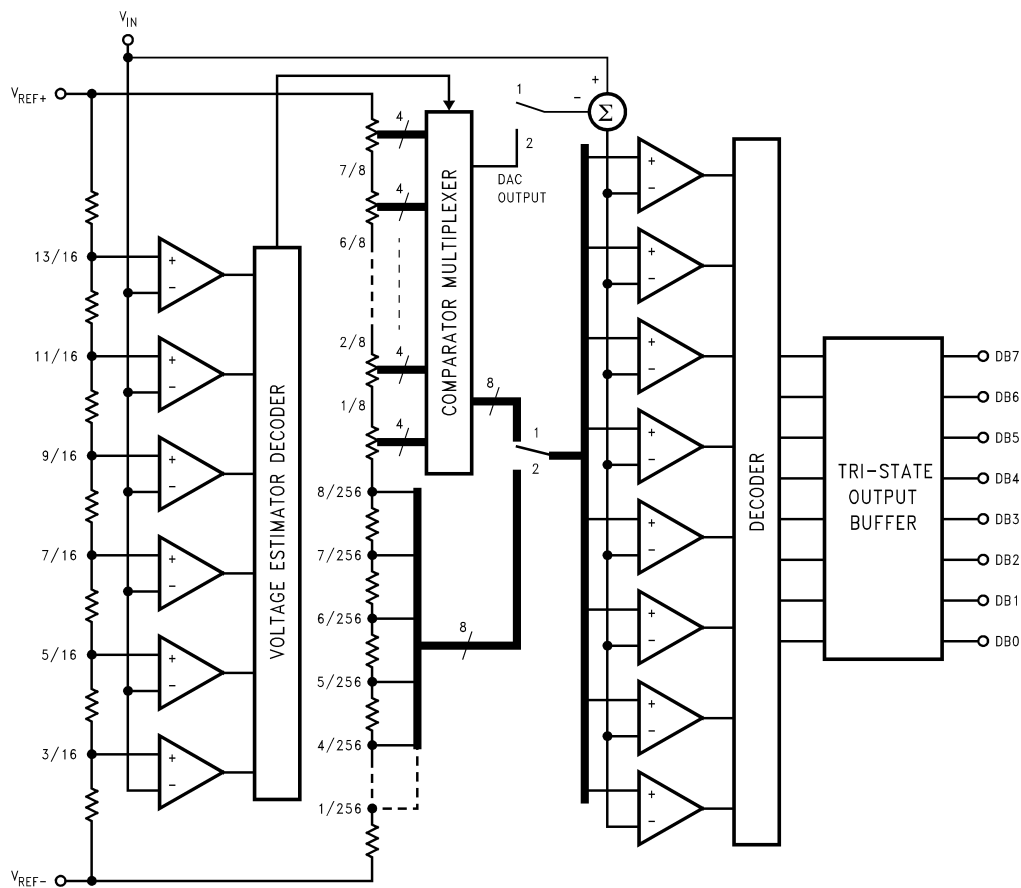 V_IN
V_REF+
+
−
Σ
1
2
DAC
OUTPUT
4
7/8
4
6/8
4
2/8
1/8
4
COMPARATOR MULTIPLEXER
13/16
11/16
9/16
7/16
5/16
3/16
+
−
+
−
+
−
+
−
+
−
+
−
VOLTAGE ESTIMATOR DECODER
8
1
2
8/256
7/256
6/256
5/256
4/256
1/256
8
+
−
+
−
+
−
+
−
+
−
+
−
+
−
+
−
DECODER
TRI-STATE
OUTPUT
BUFFER
DB7
DB6
DB5
DB4
DB3
DB2
DB1
DB0
V_REF−